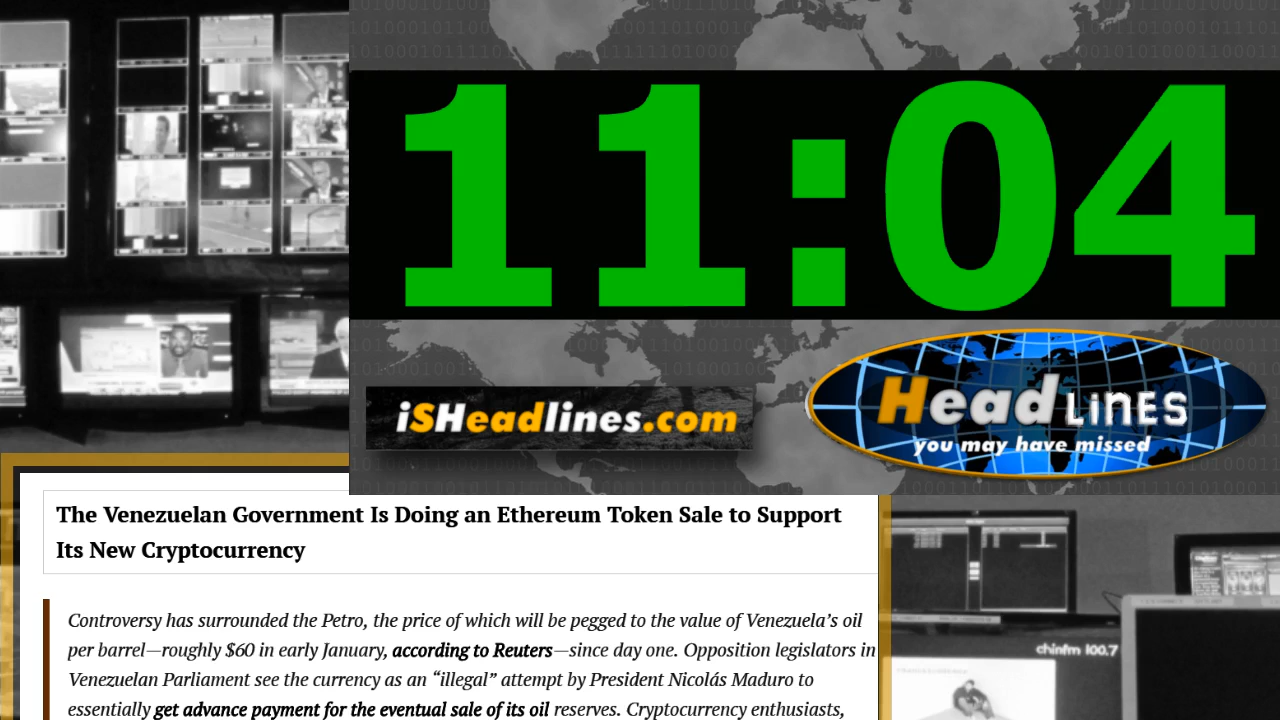 11:04
iSHeadlines.com
HeadLiNES
you may have missed
The Venezuelan Government Is Doing an Ethereum Token Sale to Support
Its New Cryptocurrency
Controversy has surrounded the Petro, the price of which will be pegged to the value of Venezuela's oil
per barrel—roughly $60 in early January, according to Reuters—since day one. Opposition legislators in
Venezuelan Parliament see the currency as an “illegal” attempt by President Nicolás Maduro to
essentially get advance payment for the eventual sale of its oil reserves. Cryptocurrency enthusiasts,
chinfm 100.7